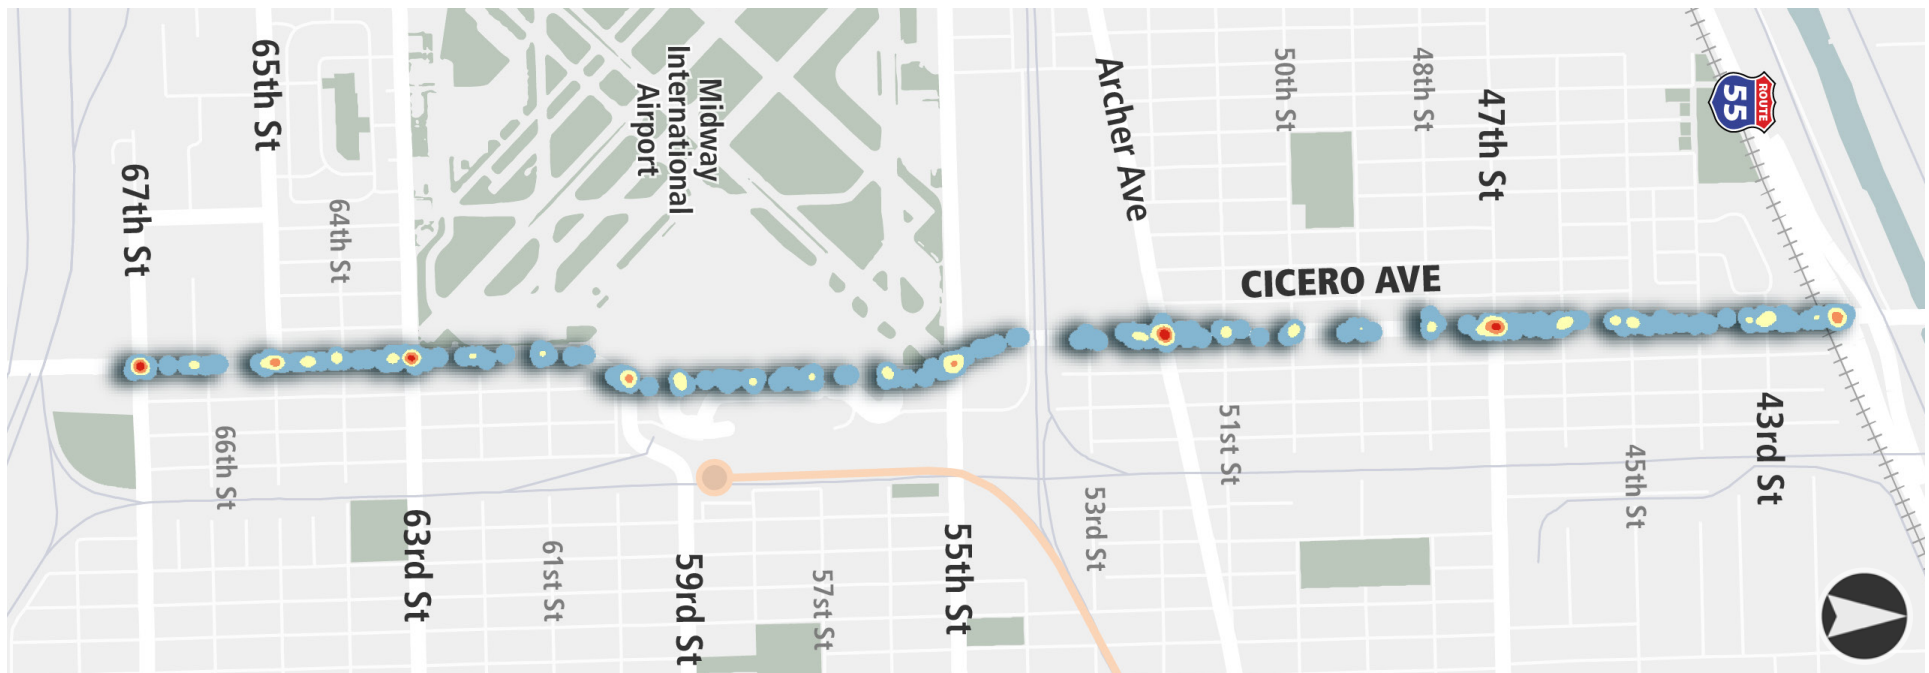 65th St
67th St
64th St
66th St
63rd St
61st St
Midway
International
Airport
59rd St
57st St
55th St
Archer Ave
53rd St
51st St
50th St
CICERO AVE
48th St
47th St
45th St
43rd St
ROUTE
55